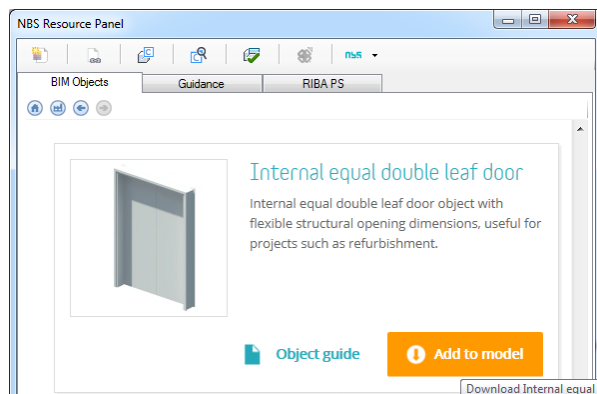 NBS Resource Panel
nbs
BIM Objects
Guidance
RIBA PS
Internal equal double leaf door
Internal equal double leaf door object with
flexible structural opening dimensions, useful for
projects such as refurbishment.
Object guide
Add to model
Download Internal equal